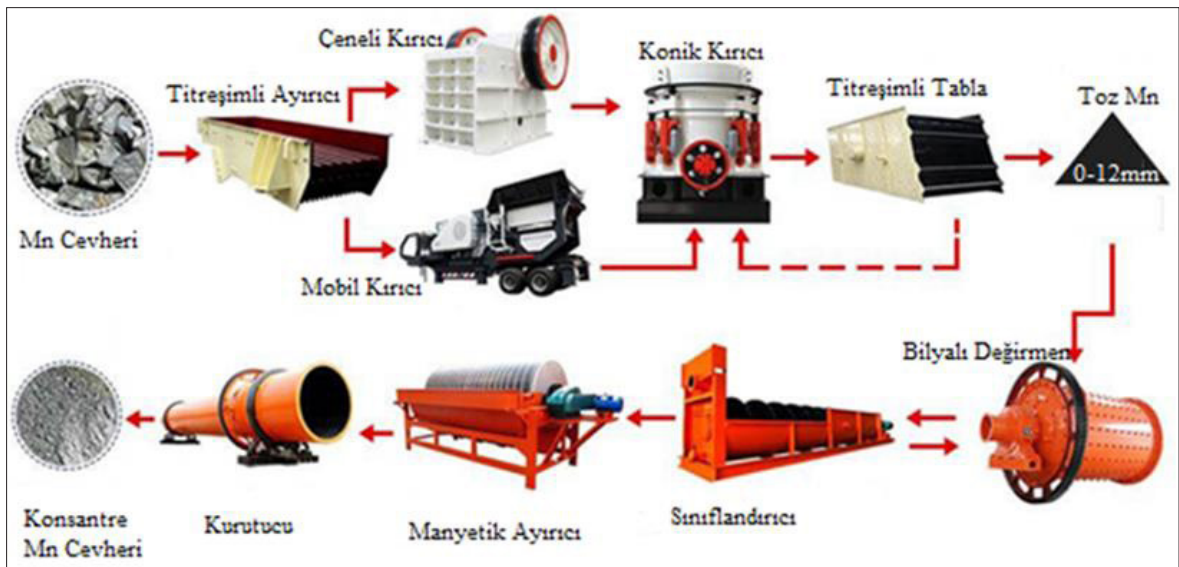 Çeneli Kırıcı
Konik Kırıcı
Titreşimli Ayırıcı
Titreşimli Tabla
Toz Mn
0-12mm
Mn Cevheri
Mobil Kırıcı
Bilyalı Değirmen
Konsantre
Mn Cevheri
Kurutucu
Manyetik Ayırıcı
Sınıflandırıcı